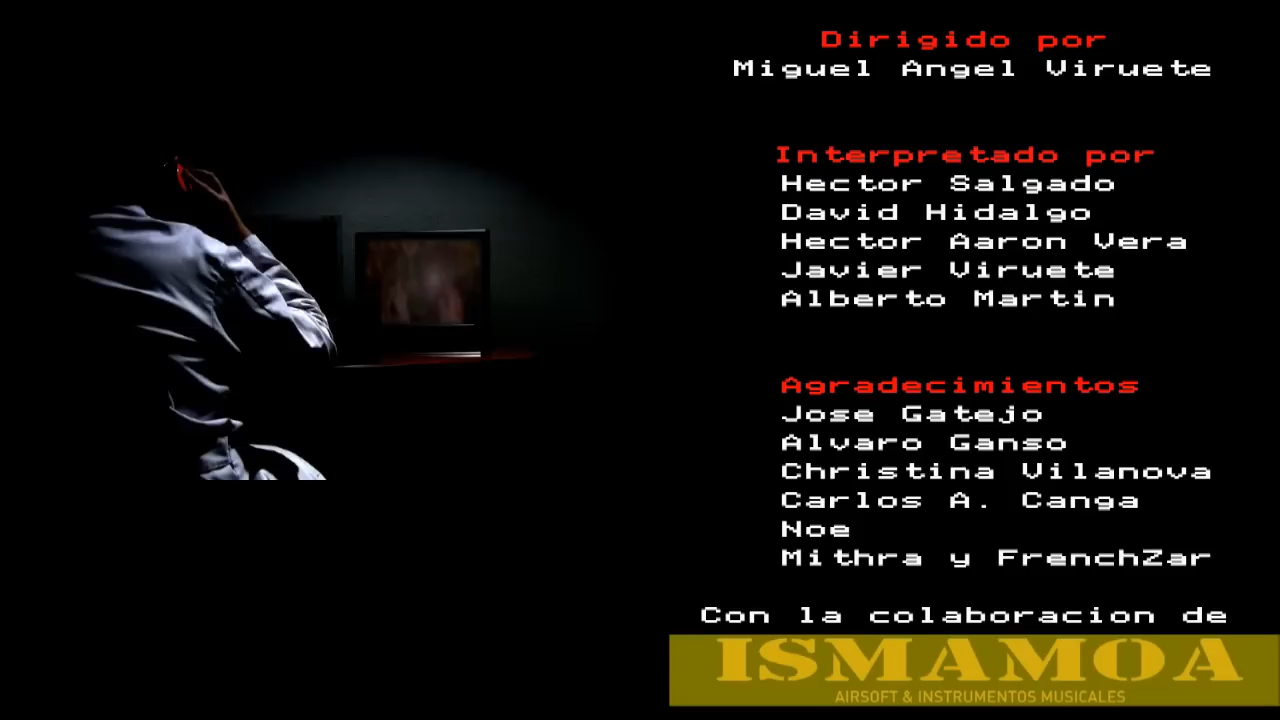 Dirigido por
Miguel Angel Viruete
Interpretado por
Hector Salgado
David Hidalgo
Hector Aaron Vera
Javier Viruete
Alberto Martin
Agradecimientos
Jose Gatejo
Alvaro Ganso
Christina Vilanova
Carlos A. Canga
Noe
Mithra y FrenchZar
Con la colaboracion de
ISMAMOA
AIRSOFT & INSTRUMENTOS MUSICALES